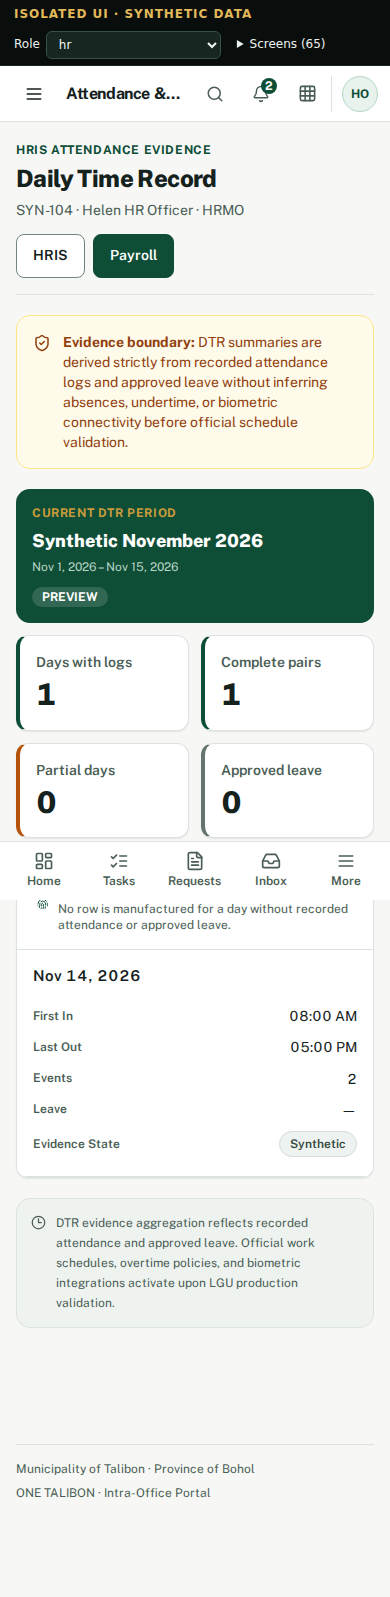 ISOLATED UI · SYNTHETIC DATA
Role hr Screens (65)
Attendance &... 2 HO
HRIS ATTENDANCE EVIDENCE
Daily Time Record
SYN-104 · Helen HR Officer · HRMO
HRIS Payroll
Evidence boundary: DTR summaries are
derived strictly from recorded attendance
logs and approved leave without inferring
absences, undertime, or biometric
connectivity before official schedule
validation.
CURRENT DTR PERIOD
Synthetic November 2026
Nov 1, 2026 – Nov 15, 2026
PREVIEW
Days with logs Complete pairs
1 1
Partial days Approved leave
0 0
Home Tasks Requests Inbox More
No row is manufactured for a day without recorded
attendance or approved leave.
Nov 14, 2026
First In 08:00 AM
Last Out 05:00 PM
Events 2
Leave —
Evidence State Synthetic
DTR evidence aggregation reflects recorded
attendance and approved leave. Official work
schedules, overtime policies, and biometric
integrations activate upon LGU production
validation.
Municipality of Talibon · Province of Bohol
ONE TALIBON · Intra-Office Portal